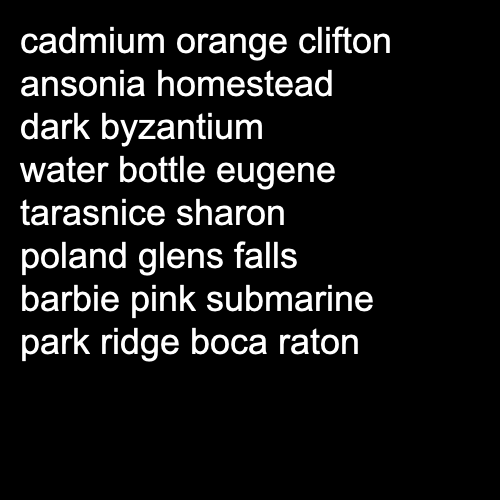 cadmium orange clifton
ansonia homestead
dark byzantium
water bottle eugene
tarasnice sharon
poland glens falls
barbie pink submarine
park ridge boca raton